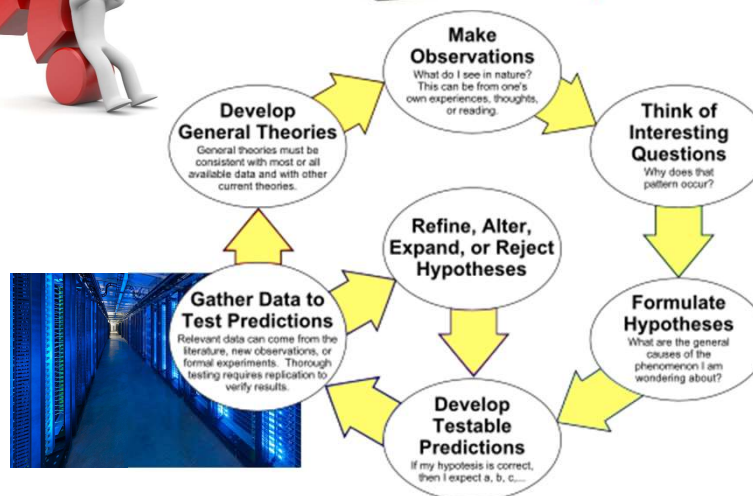 Make
Observations
What do I see in nature?
This can be from one's
own experiences, thoughts,
or reading.
Think of
Interesting
Questions
Why does that
pattern occur?
Formulate
Hypotheses
What are the general
causes of the
phenomenon I am
wondering about?
Develop
Testable
Predictions
If my hypotesis is correct,
then I expect a, b, c,...
Gather Data to
Test Predictions
Relevant data can come from the
literature, new observations, or
formal experiments. Thorough
testing requires replication to
verify results.
Refine, Alter,
Expand, or Reject
Hypotheses
Develop
General Theories
General theories must be
consistent with most or all
available data and with other
current theories.